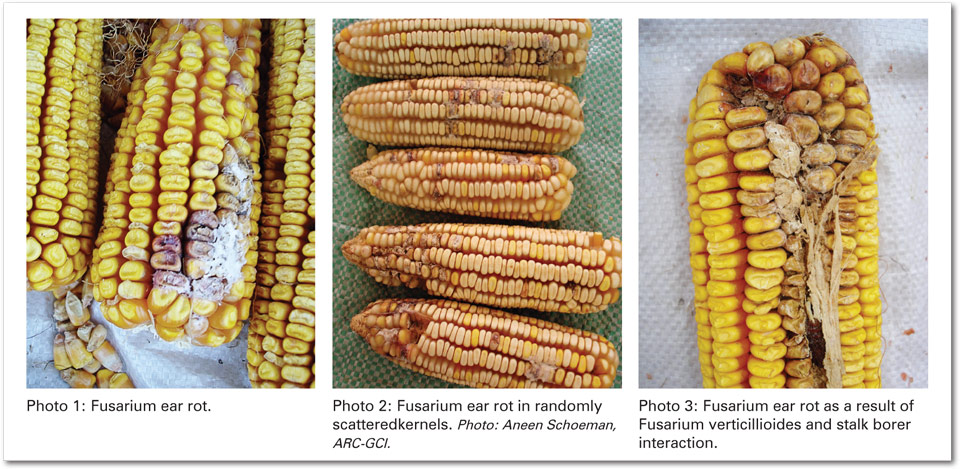 Photo 1: Fusarium ear rot.
Photo 2: Fusarium ear rot in randomly
scatteredkernels. Photo: Aneen Schoeman,
ARC-GCI.
Photo 3: Fusarium ear rot as a result of
Fusarium verticillioides and stalk borer
interaction.